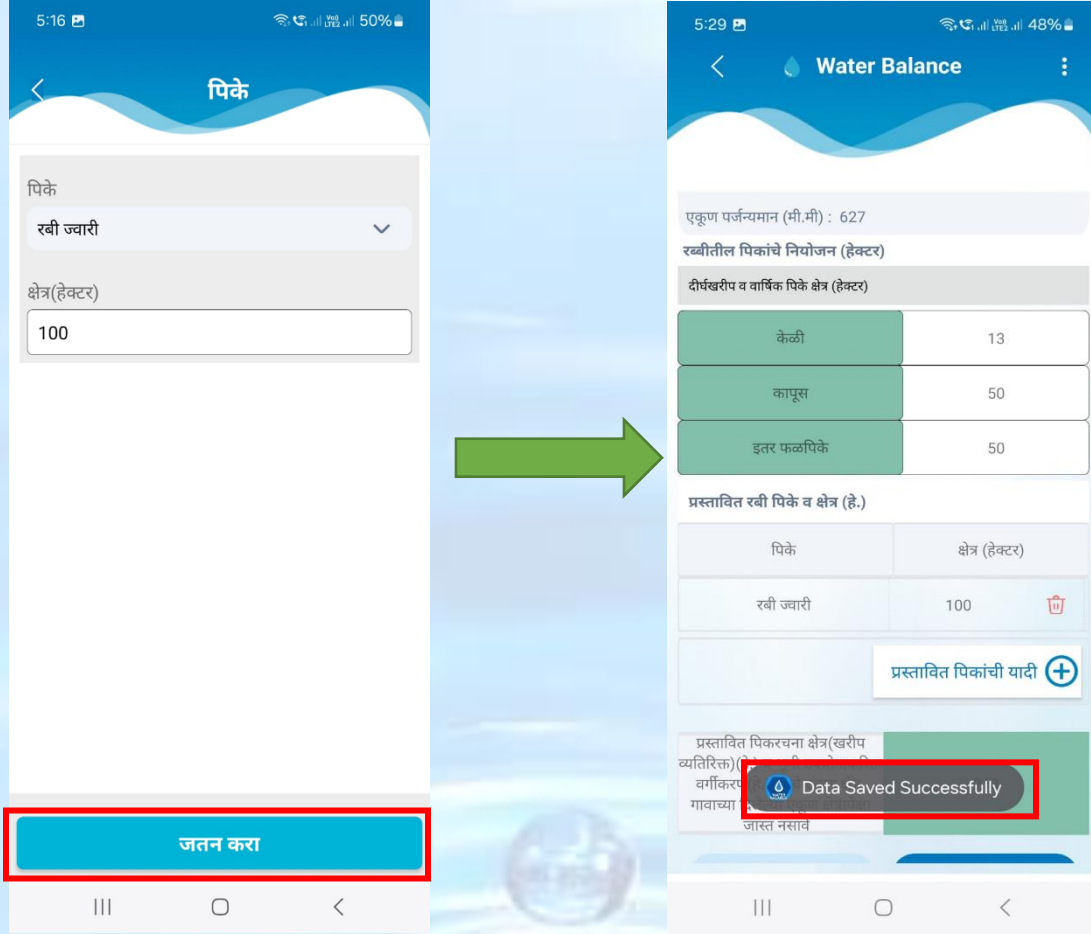 5:16
50%
पिके
पिके
रबी ज्वारी
क्षेत्र(हेक्टर)
100
जतन करा
5:29
48%
Water Balance
एकूण पर्जन्यमान (मी.मी) : 627
रब्बीतील पिकांचे नियोजन (हेक्टर)
दीर्घखरीप व वार्षिक पिके क्षेत्र (हेक्टर)
केळी 13
कापूस 50
इतर फळपिके 50
प्रस्तावित रबी पिके व क्षेत्र (हे.)
पिके क्षेत्र (हेक्टर)
रबी ज्वारी 100
प्रस्तावित पिकांची यादी
प्रस्तावित पिकरचना क्षेत्र(खरीप
व्यतिरिक्त)
वर्गीकरण
गावाच्या
जास्त नसावे
Data Saved Successfully